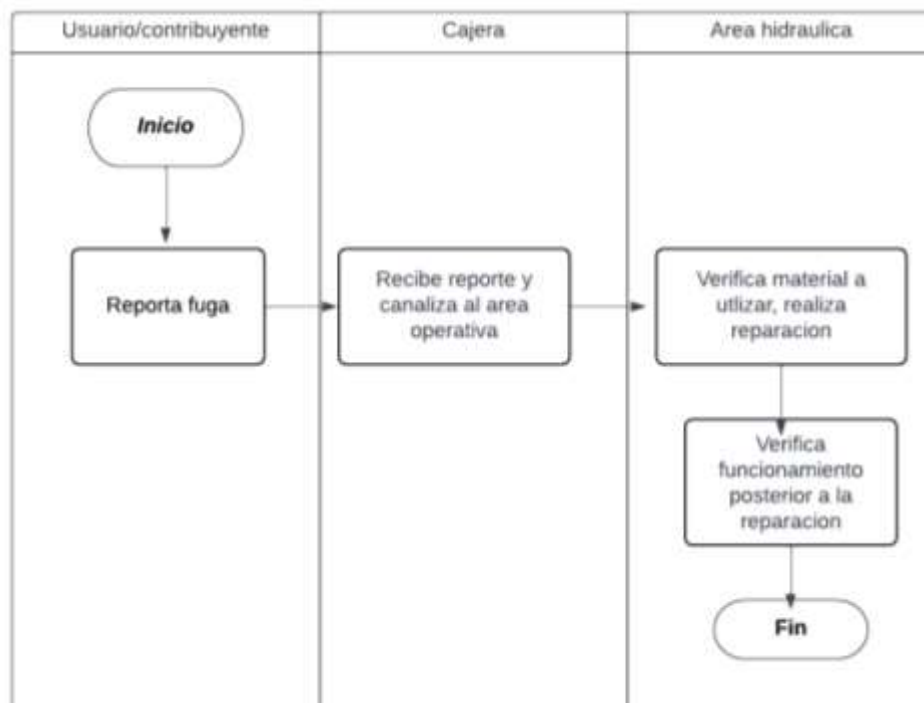 Usuario/contribuyente
Cajera
Area hidraulica
Inicio
Reporta fuga
Recibe reporte y
canaliza al area
operativa
Verifica material a
utlizar, realiza
reparacion
Verifica
funcionamiento
posterior a la
reparacion
Fin